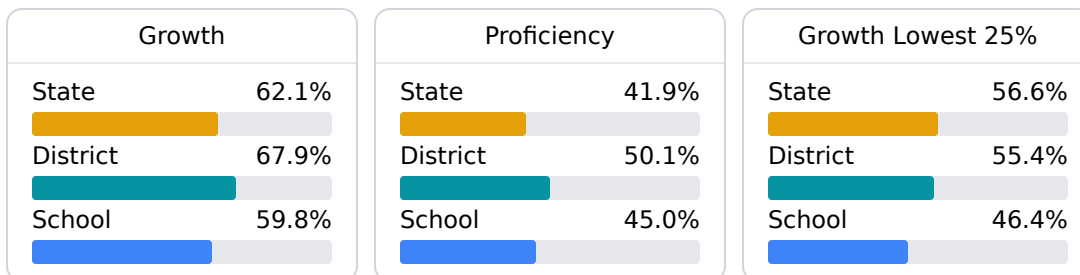 Growth
State 62.1%
District 67.9%
School 59.8%
Proficiency
State 41.9%
District 50.1%
School 45.0%
Growth Lowest 25%
State 56.6%
District 55.4%
School 46.4%